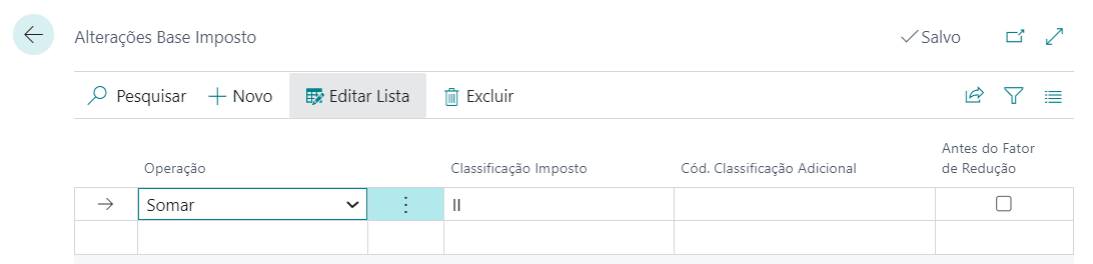 Alterações Base Imposto
Salvo
Pesquisar Novo Editar Lista Excluir
Operação Classificação Imposto Cód. Classificação Adicional Antes do Fator
de Redução
Somar II